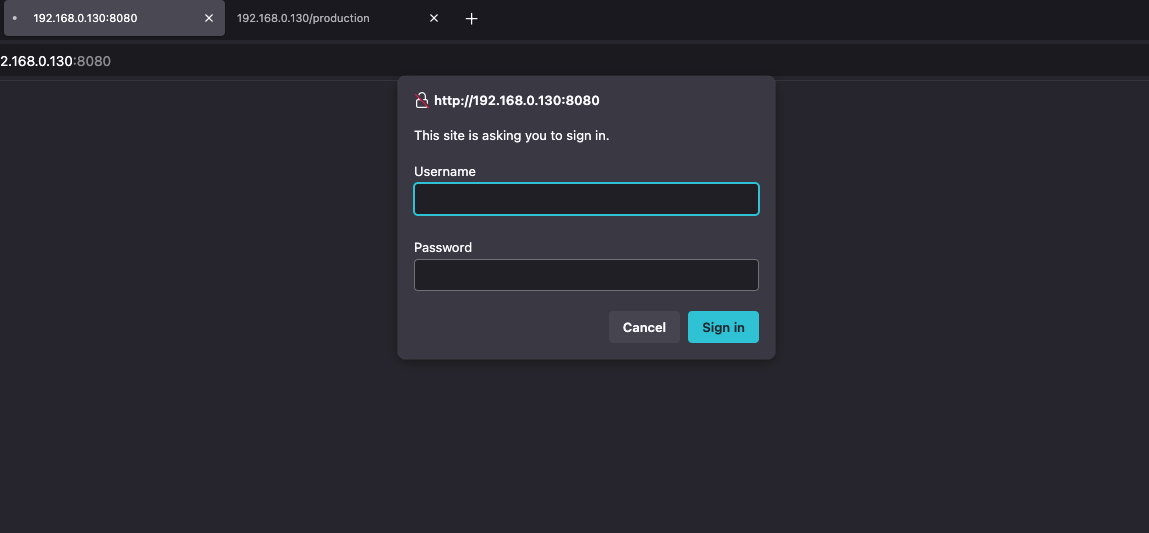 192.168.0.130:8080
192.168.0.130/production
2.168.0.130:8080
http://192.168.0.130:8080
This site is asking you to sign in.
Username
Password
Cancel
Sign in